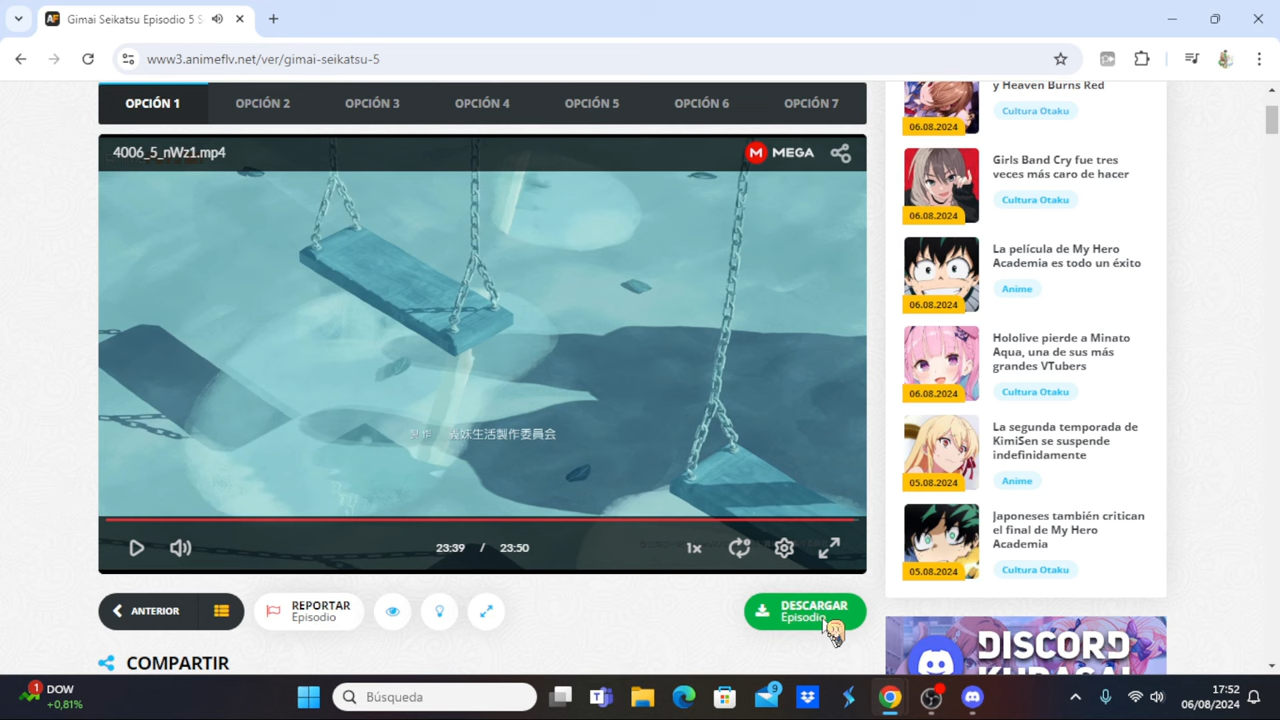 Gimai Seikatsu Episodio 5 S
www3.animeflv.net/ver/gimai-seikatsu-5
OPCIÓN 1
OPCIÓN 2
OPCIÓN 3
OPCIÓN 4
OPCIÓN 5
OPCIÓN 6
OPCIÓN 7
4006_5_nWz1.mp4
M MEGA
製作 義妹生活製作委員会
23:39 / 23:50
1x
ANTERIOR
REPORTAR
Episodio
DESCARGAR
Episodio
COMPARTIR
y Heaven Burns Red
Cultura Otaku
06.08.2024
Girls Band Cry fue tres
veces más caro de hacer
Cultura Otaku
06.08.2024
La película de My Hero
Academia es todo un éxito
Anime
06.08.2024
Hololive pierde a Minato
Aqua, una de sus más
grandes VTubers
Cultura Otaku
06.08.2024
La segunda temporada de
KimiSen se suspende
indefinidamente
Anime
05.08.2024
Japoneses también critican
el final de My Hero
Academia
Cultura Otaku
05.08.2024
DISCORD
1
DOW
+0,81%
Búsqueda
9
17:52
06/08/2024